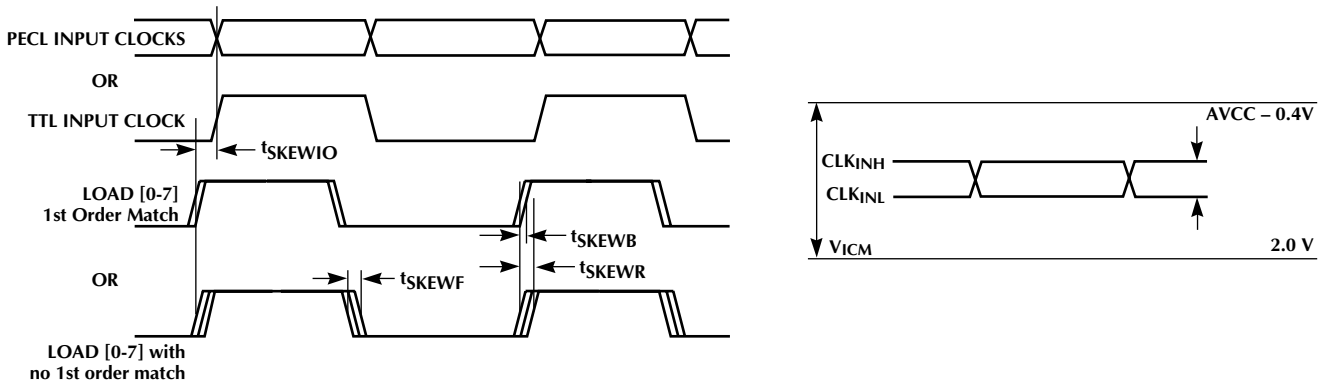 PECL INPUT CLOCKS
OR
TTL INPUT CLOCK
tSKEWIO
LOAD [0-7]
1st Order Match
tSKEWB
tSKEWR
OR
tSKEWF
LOAD [0-7] with
no 1st order match
AVCC – 0.4V
CLKINH
CLKINL
VICM
2.0 V